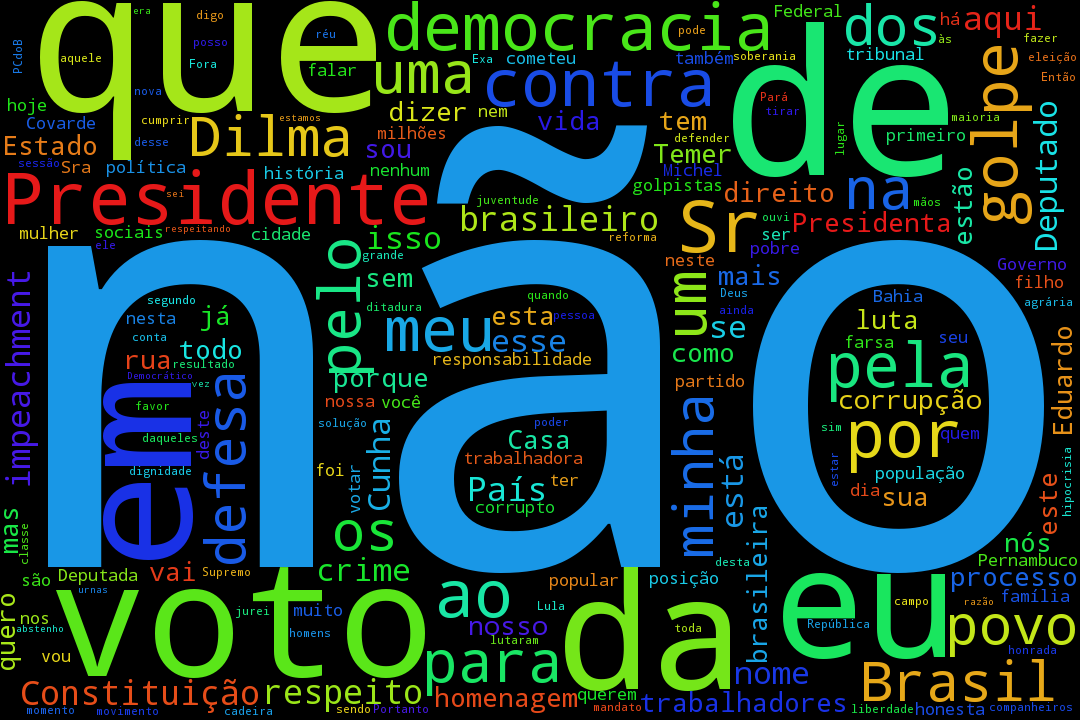 que
democracia
de
dos
aqui
há
Federal
era
digo
posso
réu
pode
às
fazer
PCdoB
aquele
Fora
falar
uma
Exa
cometeu
também
soberania
tribunal
eleição
Então
contra
golpe
hoje
nova
cumprir
estamos
dizer
nem
vida
tem
Pará
tirar
maioria
Covarde
Dilma
milhões
defender
lugar
primeiro
Deputado
Estado
desse
sou
Temer
sessão
Sra
política
história
nenhum
Michel
golpistas
direito
na
estão
Presidente
sei
juventude
brasileiro
Sr
ouvi
Presidenta
mãos
mulher
sociais
respeitando
cidade
isso
reforma
ser
pobre
ele
grande
neste
Governo
não
impeachment
pelo
sem
um
mais
Deus
filho
segundo
ditadura
quando
ainda
Bahia
agrária
nesta
já
meu
esta
pessoa
se
luta
conta
todo
esse
farsa
seu
rua
resultado
responsabilidade
como
pela
Eduardo
Democrático
vez
porque
partido
em
defesa
nossa
você
minha
corrupção
favor
deste
solução
poder
sim
por
quem
daqueles
Cunha
Casa
dignidade
foi
votar
trabalhadora
está
estar
população
hipocrisia
País
ter
dia
sua
este
corrupto
mas
classe
os
brasileira
nós
desta
Pernambuco
são
Deputada
vai
Supremo
crime
popular
posição
processo
urnas
voto
ao
Lula
da
eu
campo
razão
família
quero
nos
jurei
muito
nosso
toda
República
povo
abstenho
homens
lutaram
honrada
vou
para
nome
Brasil
Constituição
respeito
homenagem
querem
trabalhadores
liberdade
honesta
companheiros
momento
movimento
cadeira
sendo
Portanto
mandato